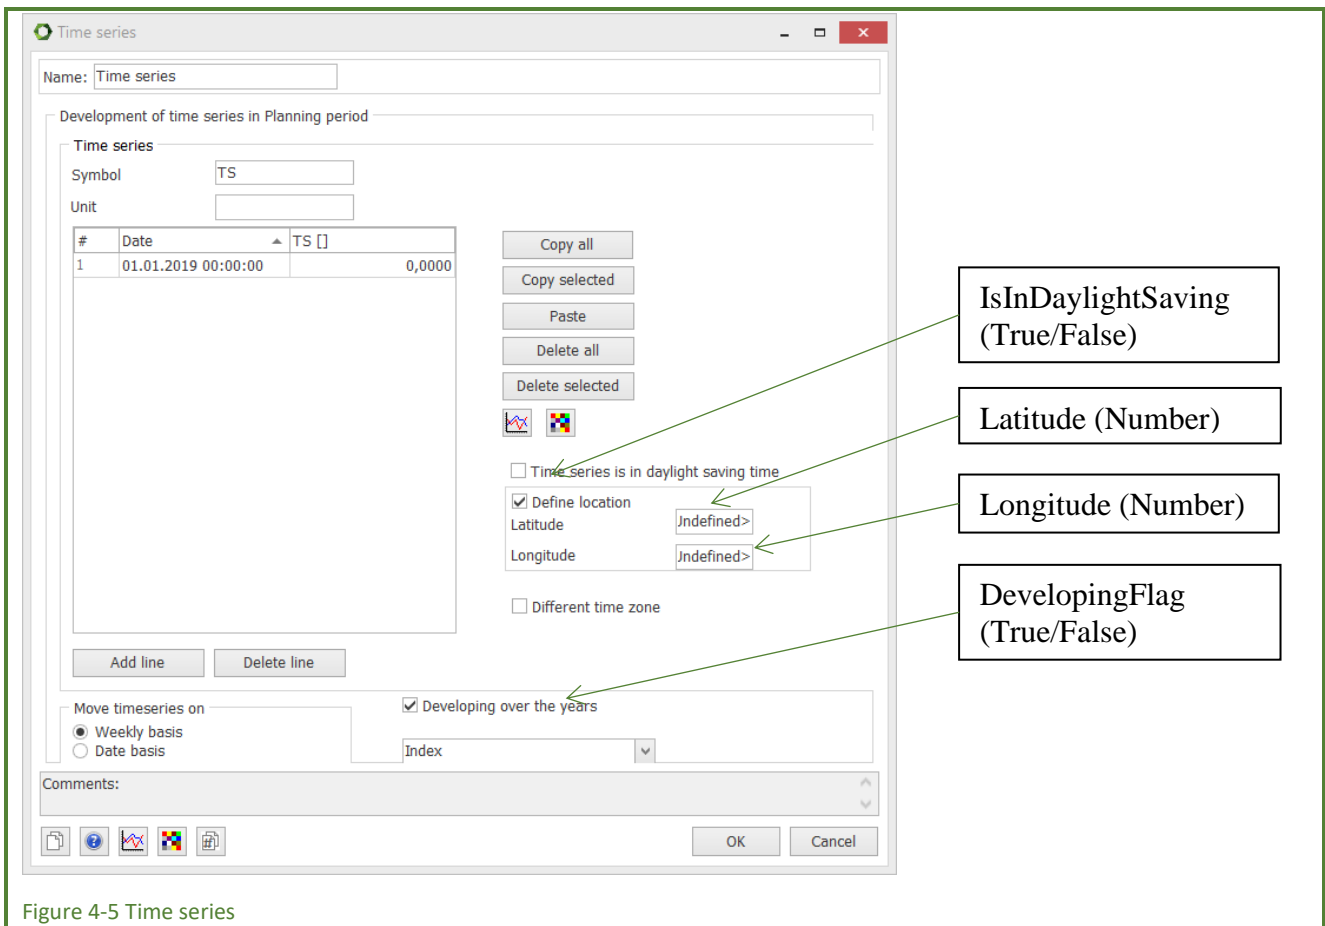 Time series
Name: Time series
Development of time series in Planning period
Time series
Symbol TS
Unit
# Date TS []
1 01.01.2019 00:00:00 0,0000
Copy all
Copy selected
Paste
Delete all
Delete selected
Time series is in daylight saving time
Define location
Latitude Undefined>
Longitude Undefined>
Different time zone
Add line Delete line
Move timeseries on
Weekly basis
Date basis
Developing over the years
Index
Comments:
OK Cancel
IsInDaylightSaving
(True/False)
Latitude (Number)
Longitude (Number)
DevelopingFlag
(True/False)
Figure 4-5 Time series